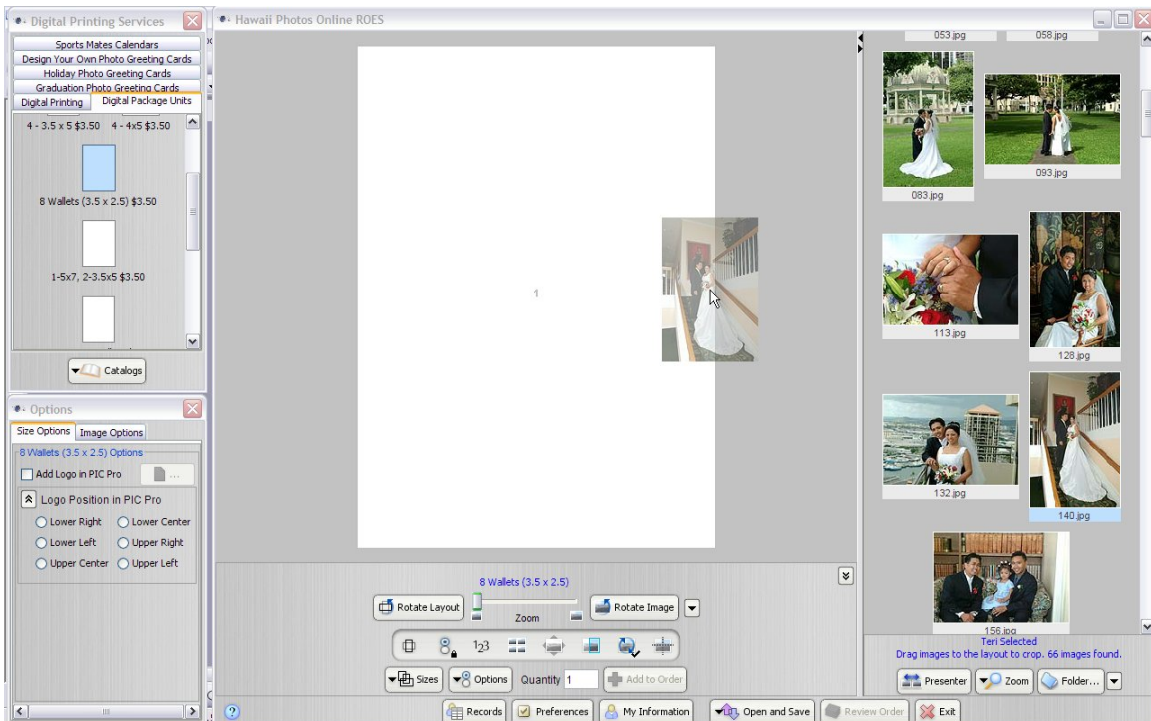 Digital Printing Services
Sports Mates Calendars
Design Your Own Photo Greeting Cards
Holiday Photo Greeting Cards
Graduation Photo Greeting Cards
Digital Printing
Digital Package Units
4 - 3.5 x 5 $3.50
4 - 4x5 $3.50
8 Wallets (3.5 x 2.5) $3.50
1-5x7, 2-3.5x5 $3.50
Catalogs
Options
Size Options
Image Options
8 Wallets (3.5 x 2.5) Options
Add Logo in PIC Pro
...
Logo Position in PIC Pro
Lower Right
Lower Center
Lower Left
Upper Right
Upper Center
Upper Left
Hawaii Photos Online ROES
1
8 Wallets (3.5 x 2.5)
Rotate Layout
Zoom
Rotate Image
123
Sizes
Options
Quantity 1
Add to Order
053.jpg
058.jpg
083.jpg
093.jpg
113.jpg
128.jpg
132.jpg
140.jpg
156.jpg
Teri Selected
Drag images to the layout to crop. 66 images found.
Presenter
Zoom
Folder...
?
Records
Preferences
My Information
Open and Save
Review Order
Exit